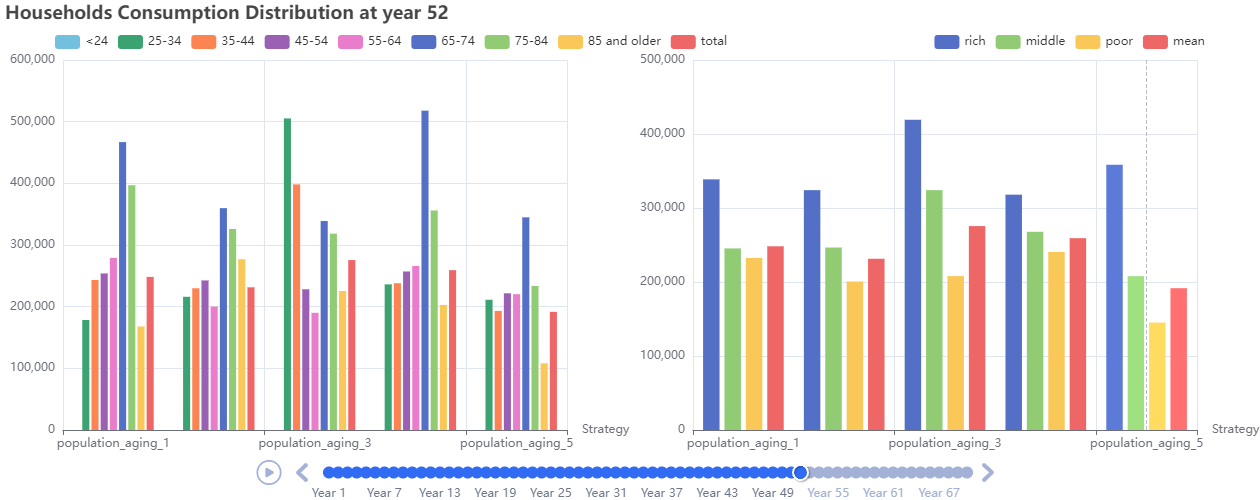 Households Consumption Distribution at year 52
<24 25-34 35-44 45-54 55-64 65-74 75-84 85 and older total
rich middle poor mean
600,000
500,000
400,000
300,000
200,000
100,000
0
population_aging_1 population_aging_3 population_aging_5
Strategy
500,000
400,000
300,000
200,000
100,000
0
population_aging_1 population_aging_3 population_aging_5
Strategy
Year 1 Year 7 Year 13 Year 19 Year 25 Year 31 Year 37 Year 43 Year 49 Year 55 Year 61 Year 67